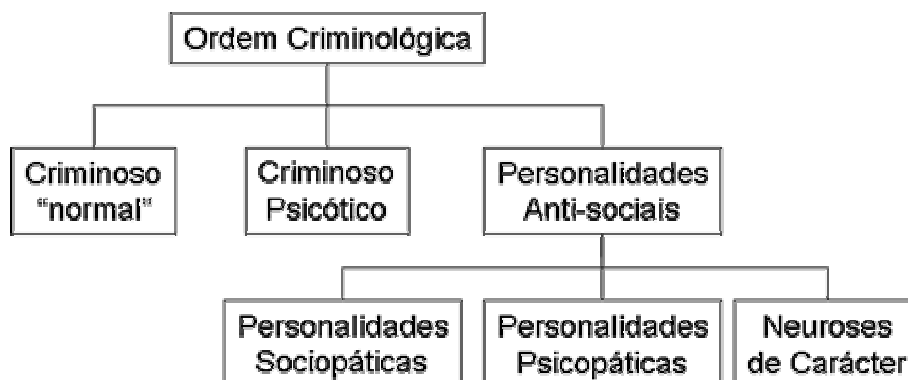 Ordem Criminológica
Criminoso
“normal“
Criminoso
Psicótico
Personalidades
Anti-sociais
Personalidades
Sociopáticas
Personalidades
Psicopáticas
Neuroses
de Carácter